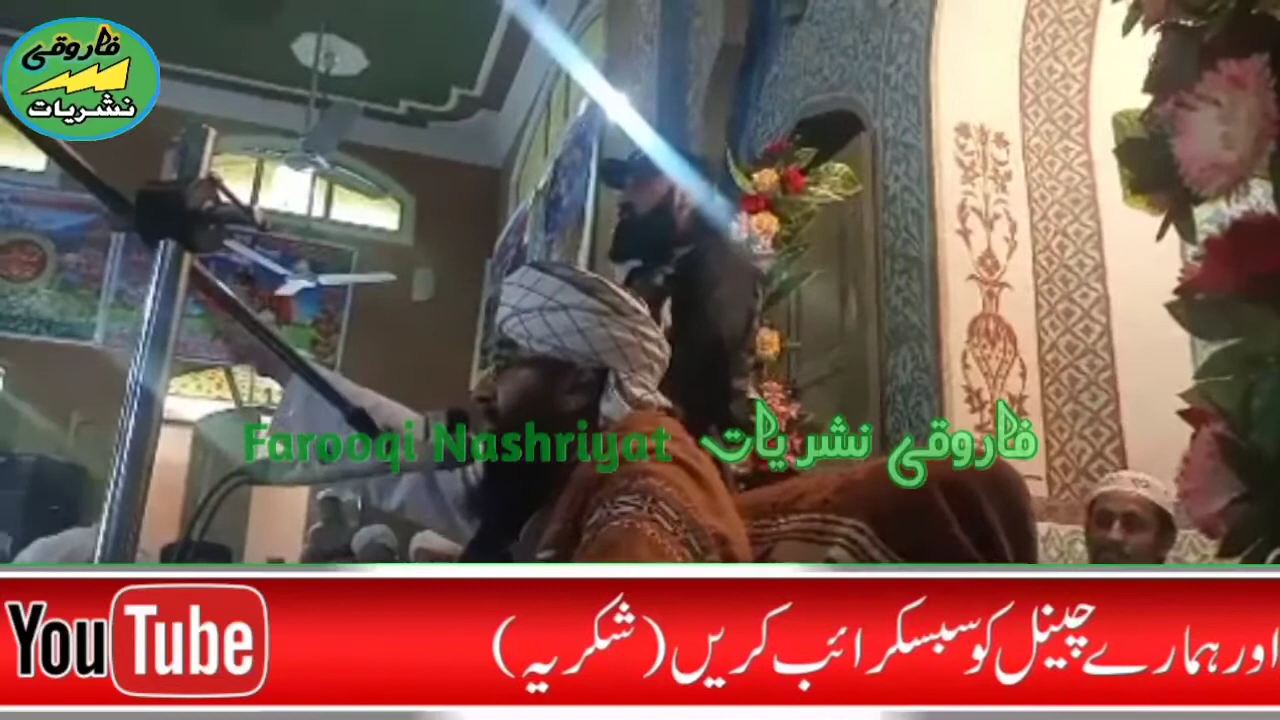 فاروقی
نشریات
Farooqi Nashriyat فاروقی نشریات
YouTube
اور ہمارے چینل کو سبسکرائب کریں (شکریہ)